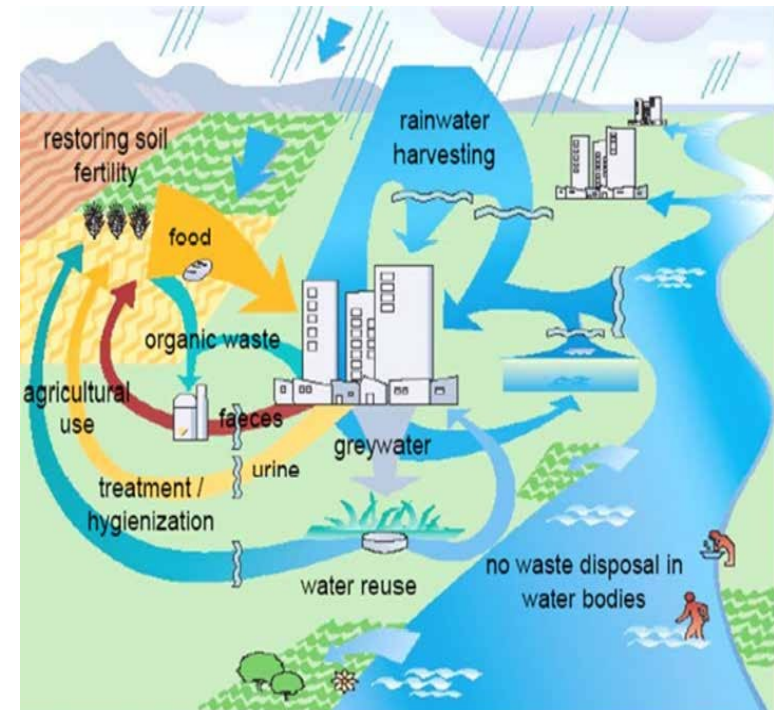 rainwater
harvesting
restoring soil
fertility
food
organic waste
agricultural
use
faeces
greywater
urine
treatment /
hygienization
water reuse
no waste disposal in
water bodies